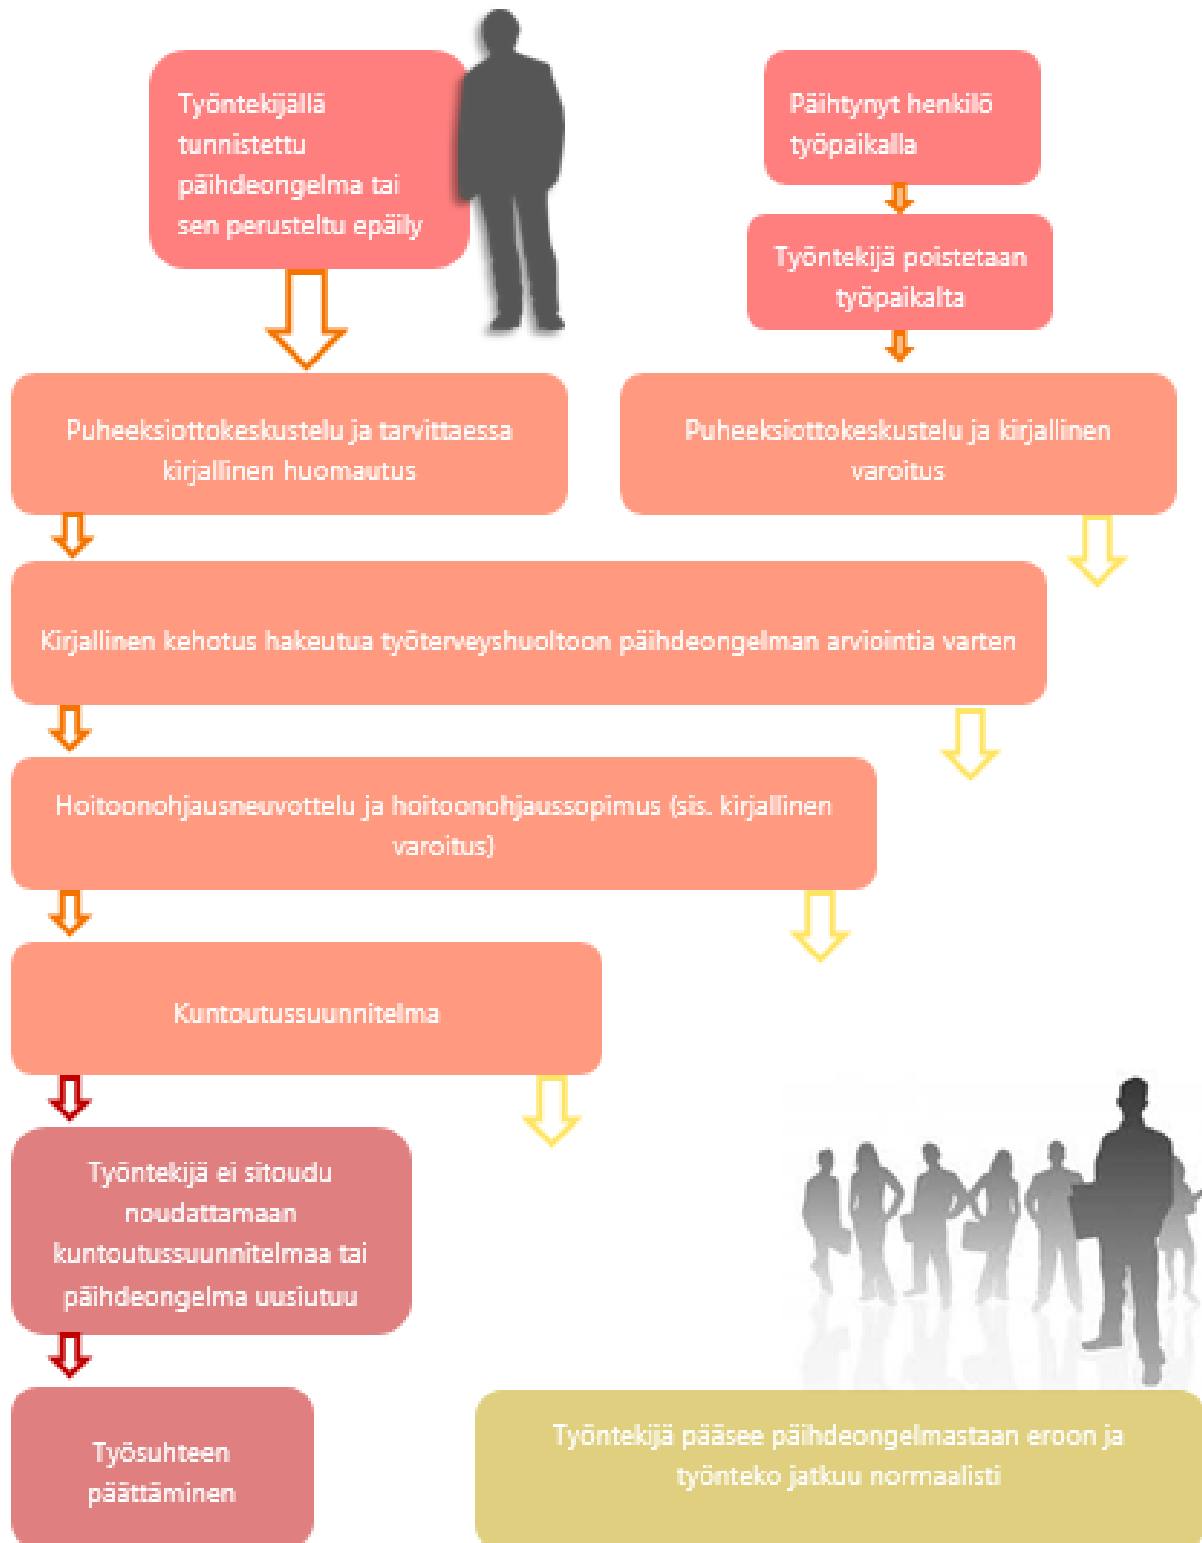 Työntekijällä
tunnistettu
päihdeongelma tai
sen perusteltu epäily
Päihtynyt henkilö
työpaikalla
Työntekijä poistetaan
työpaikalta
Puheeksiottokeskustelu ja tarvittaessa
kirjallinen huomautus
Puheeksiottokeskustelu ja kirjallinen
varoitus
Kirjallinen kehotus hakeutua työterveyshuoltoon päihdeongelman arviointia varten
Hoitoonohjausneuvottelu ja hoitoonohjaussopimus (sis. kirjallinen
varoitus)
Kuntoutussuunnitelma
Työntekijä ei sitoudu
noudattamaan
kuntoutussuunnitelmaa tai
päihdeongelma uusiutuu
Työsuhteen
päättäminen
Työntekijä pääsee päihdeongelmastaan eroon ja
työnteko jatkuu normaalisti